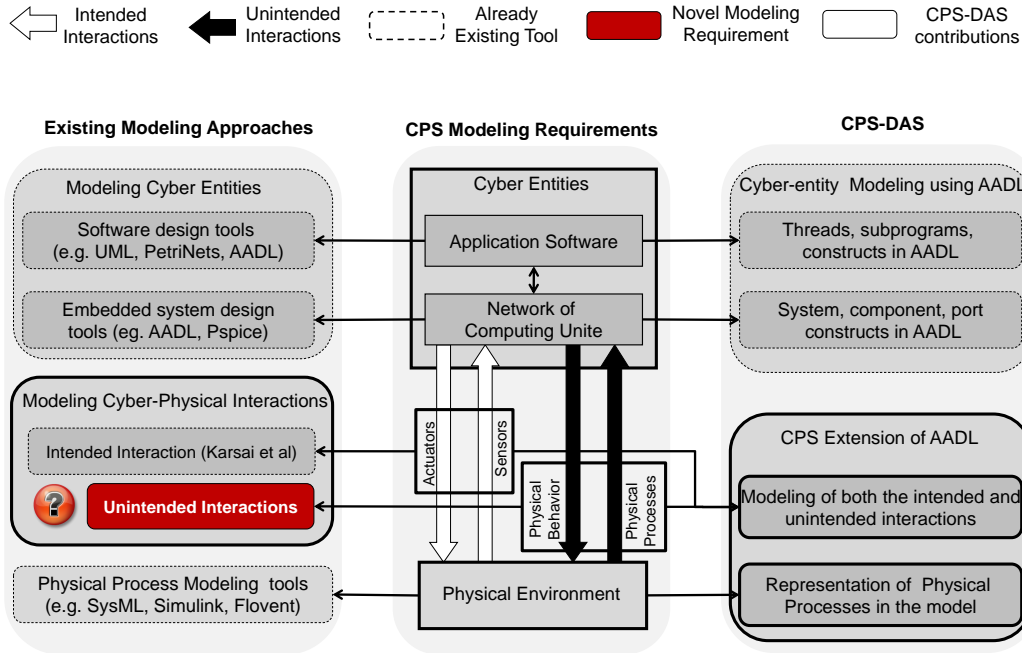 Intended
Interactions
Unintended
Interactions
Already
Existing Tool
Novel Modeling
Requirement
CPS-DAS
contributions
Existing Modeling Approaches
CPS Modeling Requirements
CPS-DAS
Modeling Cyber Entities
Software design tools
(e.g. UML, PetriNets, AADL)
Embedded system design
tools (eg. AADL, Pspice)
Modeling Cyber-Physical Interactions
Intended Interaction (Karsai et al)
?
Unintended Interactions
Physical Process Modeling tools
(e.g. SysML, Simulink, Flovent)
Cyber Entities
Application Software
Network of
Computing Unite
Actuators
Sensors
Physical
Behavior
Physical
Processes
Physical Environment
Cyber-entity Modeling using AADL
Threads, subprograms,
constructs in AADL
System, component, port
constructs in AADL
CPS Extension of AADL
Modeling of both the intended and
unintended interactions
Representation of Physical
Processes in the model